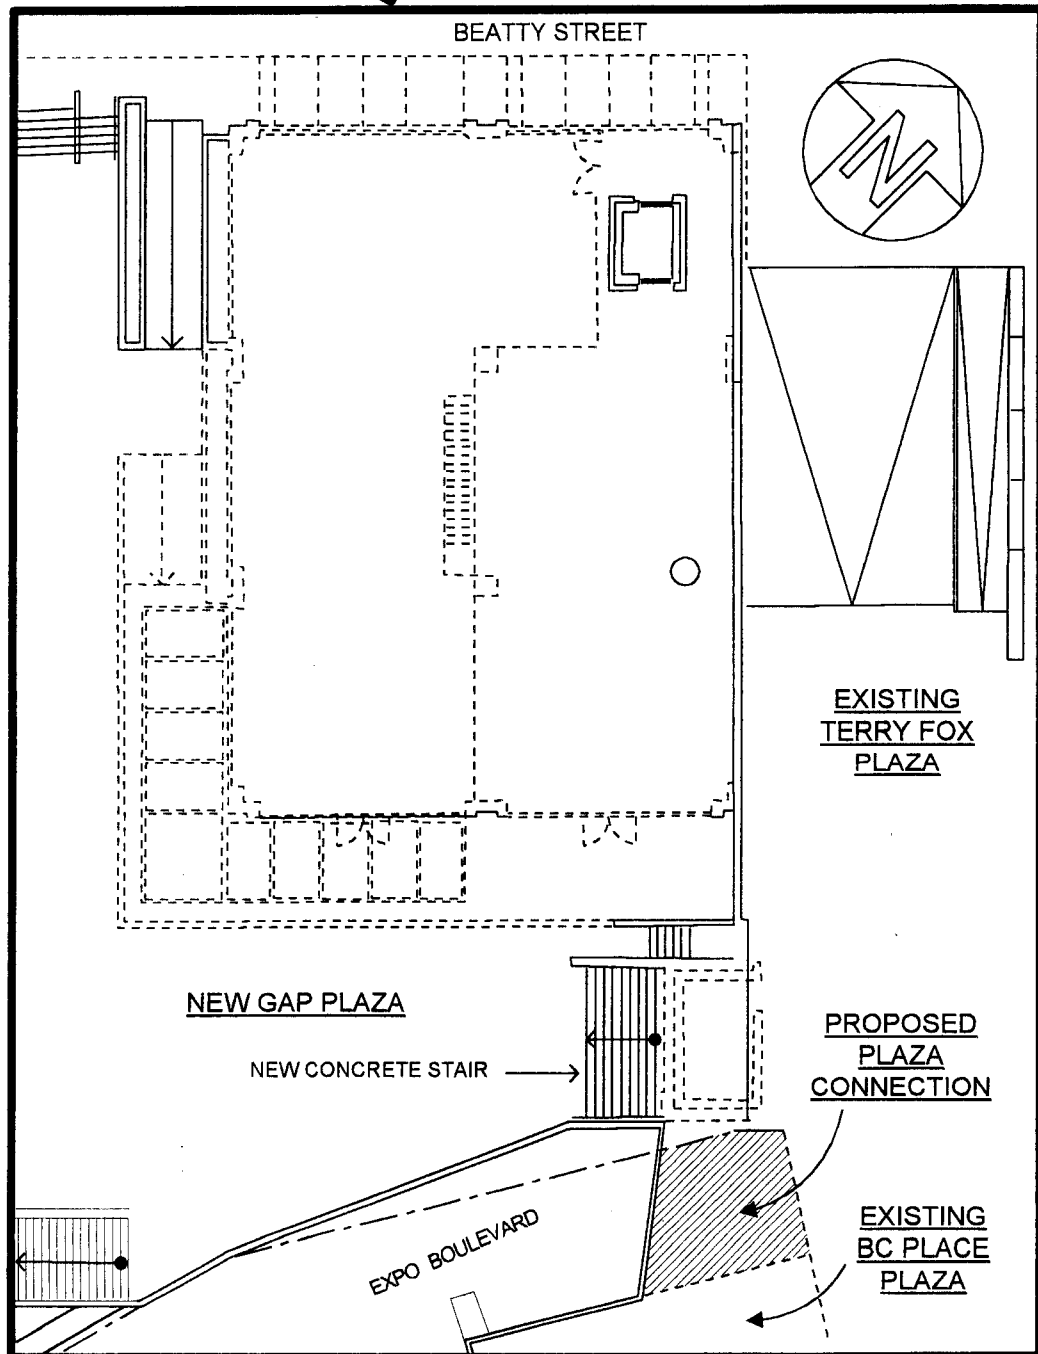 BEATTY STREET
N
EXISTING
TERRY FOX
PLAZA
NEW GAP PLAZA
NEW CONCRETE STAIR
PROPOSED
PLAZA
CONNECTION
EXPO BOULEVARD
EXISTING
BC PLACE
PLAZA